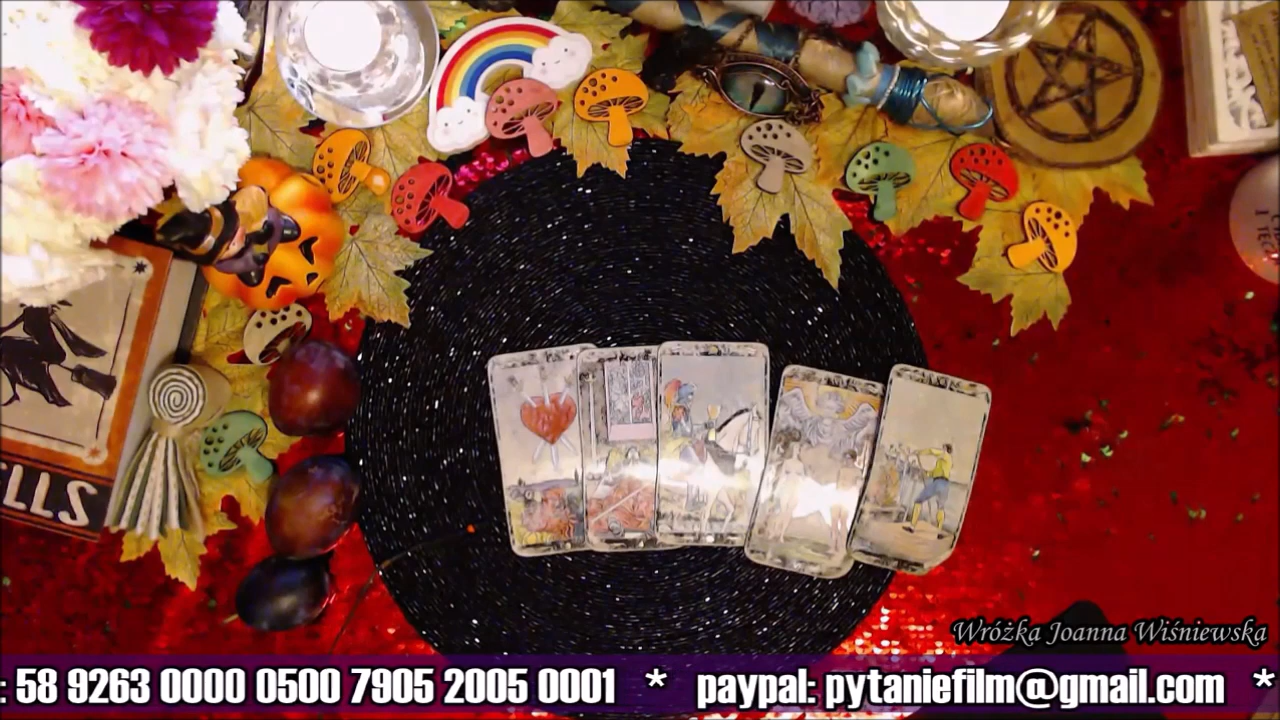 ELLS
Wróżka Joanna Wiśniewska
: 58 9263 0000 0500 7905 2005 0001 * paypal: pytaniefilm@gmail.com *